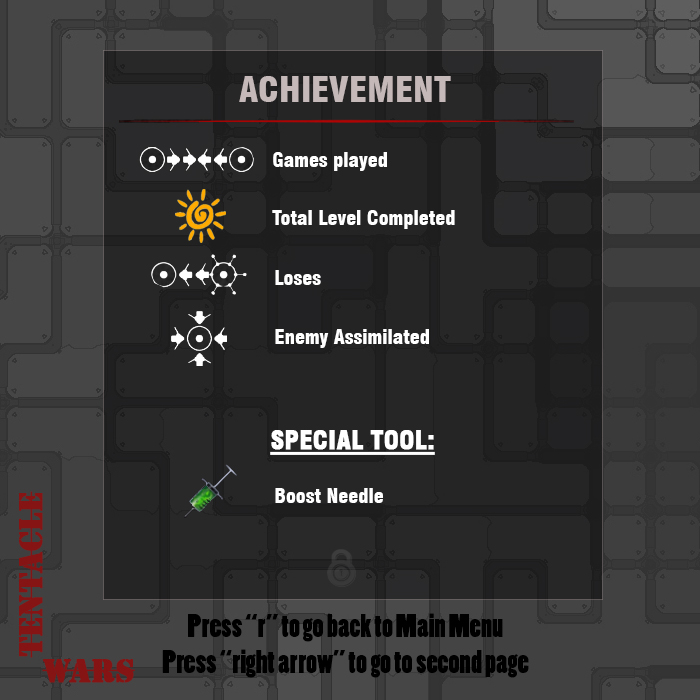 ACHIEVEMENT
Games played
Total Level Completed
Loses
Enemy Assimilated
SPECIAL TOOL:
Boost Needle
TENTACLE
WARS
Press "r" to go back to Main Menu
Press "right arrow" to go to second page